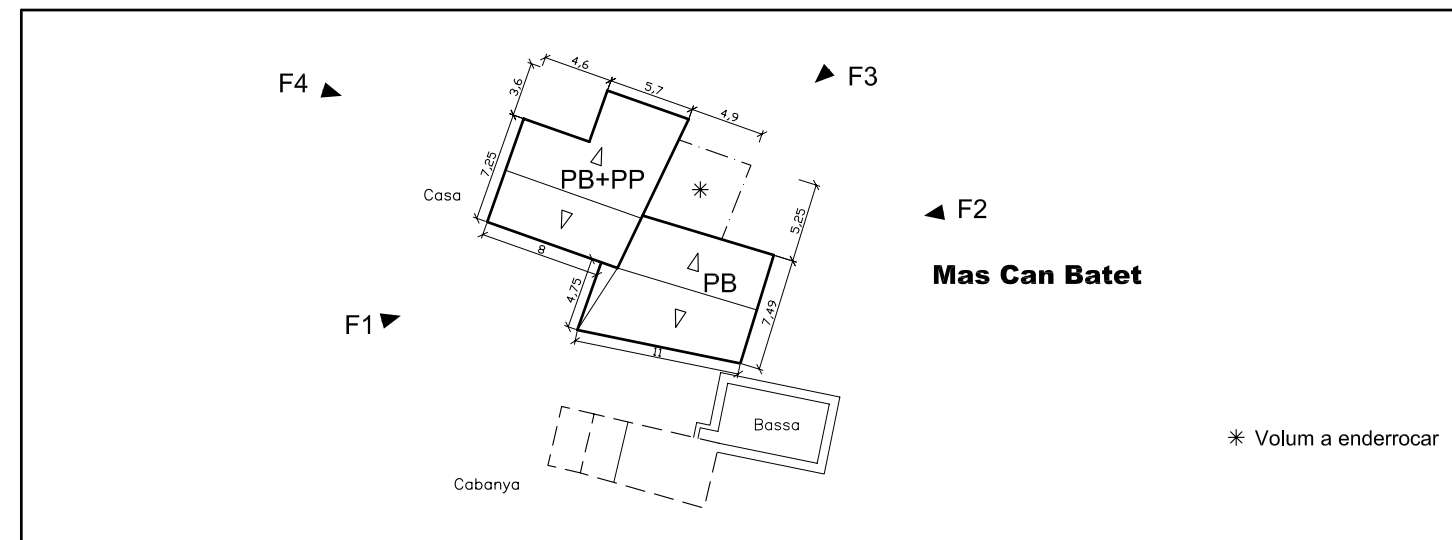 4,6
5,7
4,9
3,6
F4
F3
7,25
PB+PP
Casa
F2
5,25
8
Mas Can Batet
PB
4,75
7,49
F1
11
Bassa
Volum a enderrocar
Cabanya